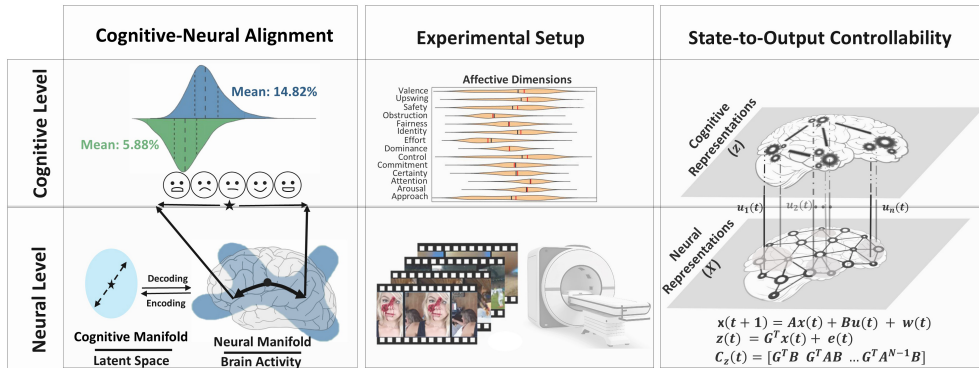 Cognitive-Neural Alignment
Experimental Setup
State-to-Output Controllability
Cognitive Level
Mean: 14.82%
Mean: 5.88%
Affective Dimensions
Valence
Upswing
Safety
Obstruction
Fairness
Identity
Effort
Dominance
Control
Commitment
Certainty
Attention
Arousal
Approach
Cognitive
Representations
(z)
u₁(t)
u₂(t)
uₙ(t)
Neural Level
Decoding
Encoding
Cognitive Manifold
Latent Space
Neural Manifold
Brain Activity
Neural
Representations
(X)
x(t + 1) = Ax(t) + Bu(t) + w(t)
z(t) = Gᵀx(t) + e(t)
C_z(t) = [GᵀB GᵀAB …GᵀAᴺ⁻¹B]